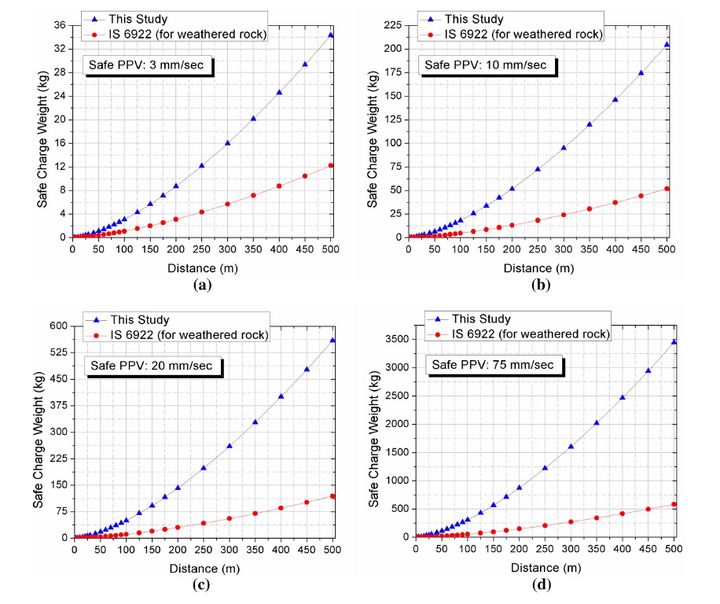 This Study
IS 6922 (for weathered rock)
Safe PPV: 3 mm/sec
Safe Charge Weight (kg)
36
32
28
24
20
16
12
8
4
0
0 50 100 150 200 250 300 350 400 450 500
Distance (m)
(a)
This Study
IS 6922 (for weathered rock)
Safe PPV: 10 mm/sec
Safe Charge Weight (kg)
225
200
175
150
125
100
75
50
25
0
0 50 100 150 200 250 300 350 400 450 500
Distance (m)
(b)
This Study
IS 6922 (for weathered rock)
Safe PPV: 20 mm/sec
Safe Charge Weight (kg)
600
525
450
375
300
225
150
75
0
0 50 100 150 200 250 300 350 400 450 500
Distance (m)
(c)
This Study
IS 6922 (for weathered rock)
Safe PPV: 75 mm/sec
Safe Charge Weight (kg)
3500
3000
2500
2000
1500
1000
500
0
0 50 100 150 200 250 300 350 400 450 500
Distance (m)
(d)